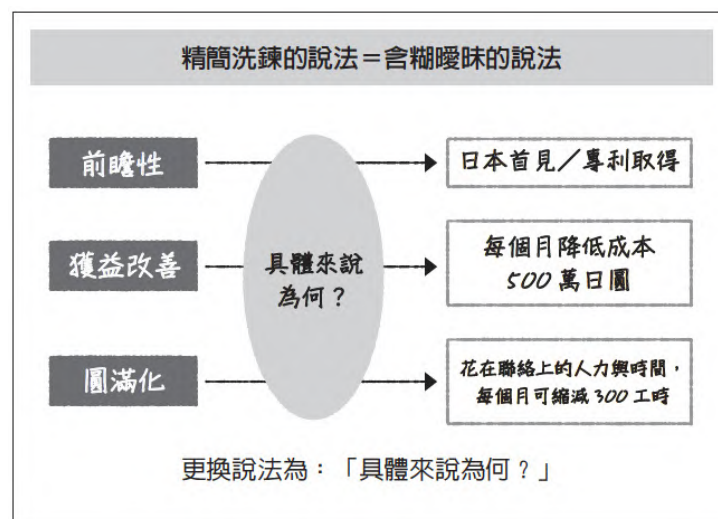 精簡洗鍊的說法＝含糊曖昧的說法
前瞻性
日本首見／專利取得
獲益改善
具體來說
為何？
每個月降低成本
500萬日圓
圓滿化
花在聯絡上的人力與時間，
每個月可縮減300工時
更換說法為：「具體來說為何？」